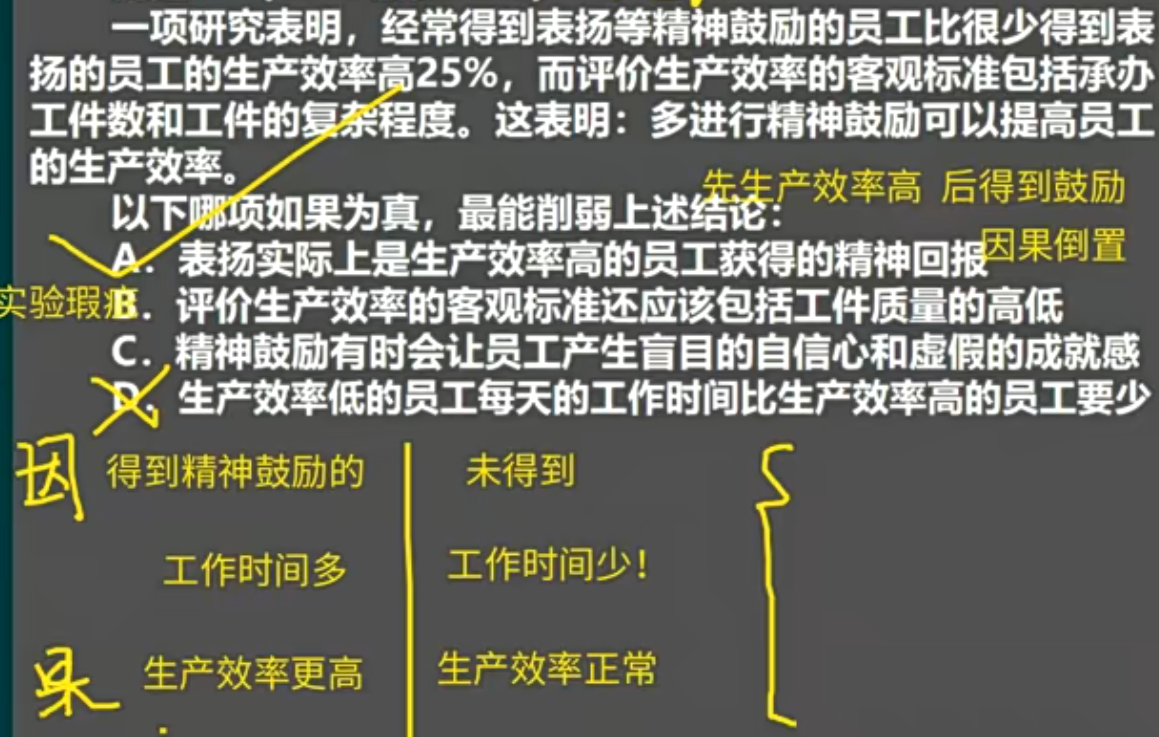 一项研究表明，经常得到表扬等精神鼓励的员工比很少得到表
扬的员工的生产效率高25%，而评价生产效率的客观标准包括承办
工件数和工件的复杂程度。这表明：多进行精神鼓励可以提高员工
的生产效率。
先生产效率高 后得到鼓励
以下哪项如果为真，最能削弱上述结论：
A．表扬实际上是生产效率高的员工获得的精神回报
因果倒置
实验瑕疵
B．评价生产效率的客观标准还应该包括工件质量的高低
C．精神鼓励有时会让员工产生盲目的自信心和虚假的成就感
D．生产效率低的员工每天的工作时间比生产效率高的员工要少
因 得到精神鼓励的 未得到
工作时间多 工作时间少！
果 生产效率更高 生产效率正常